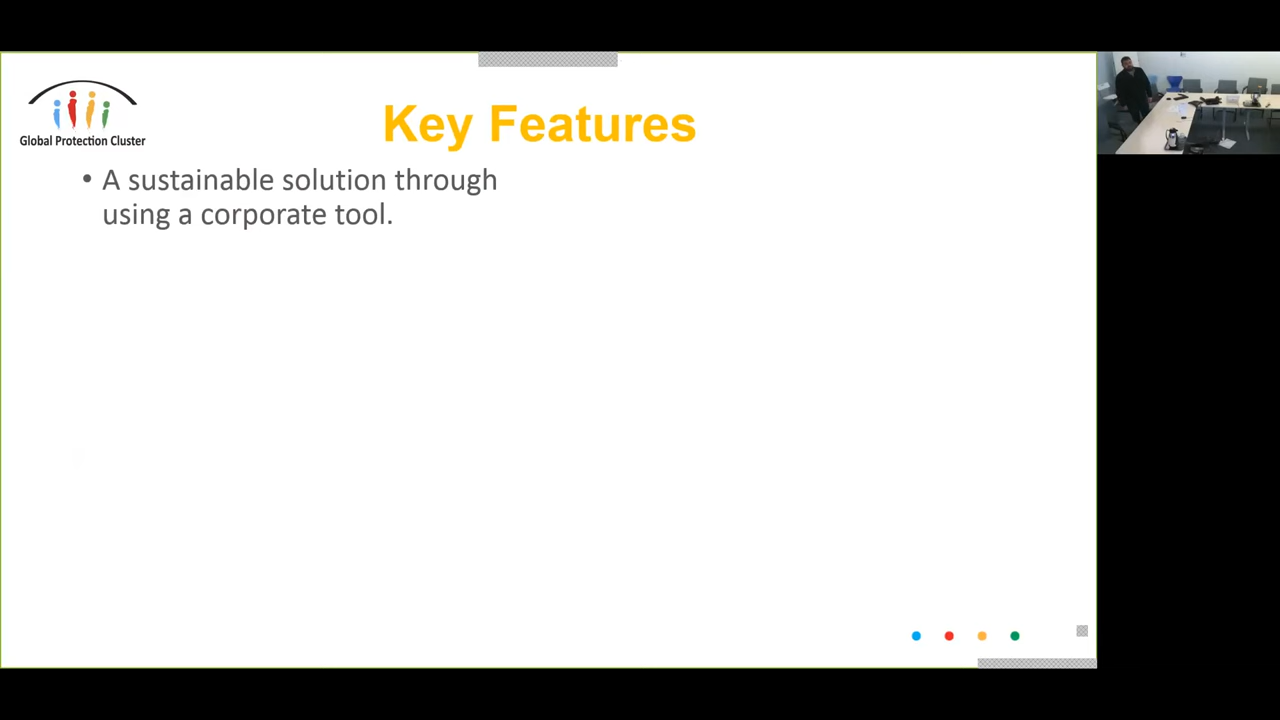 Global Protection Cluster
Key Features
• A sustainable solution through
using a corporate tool.